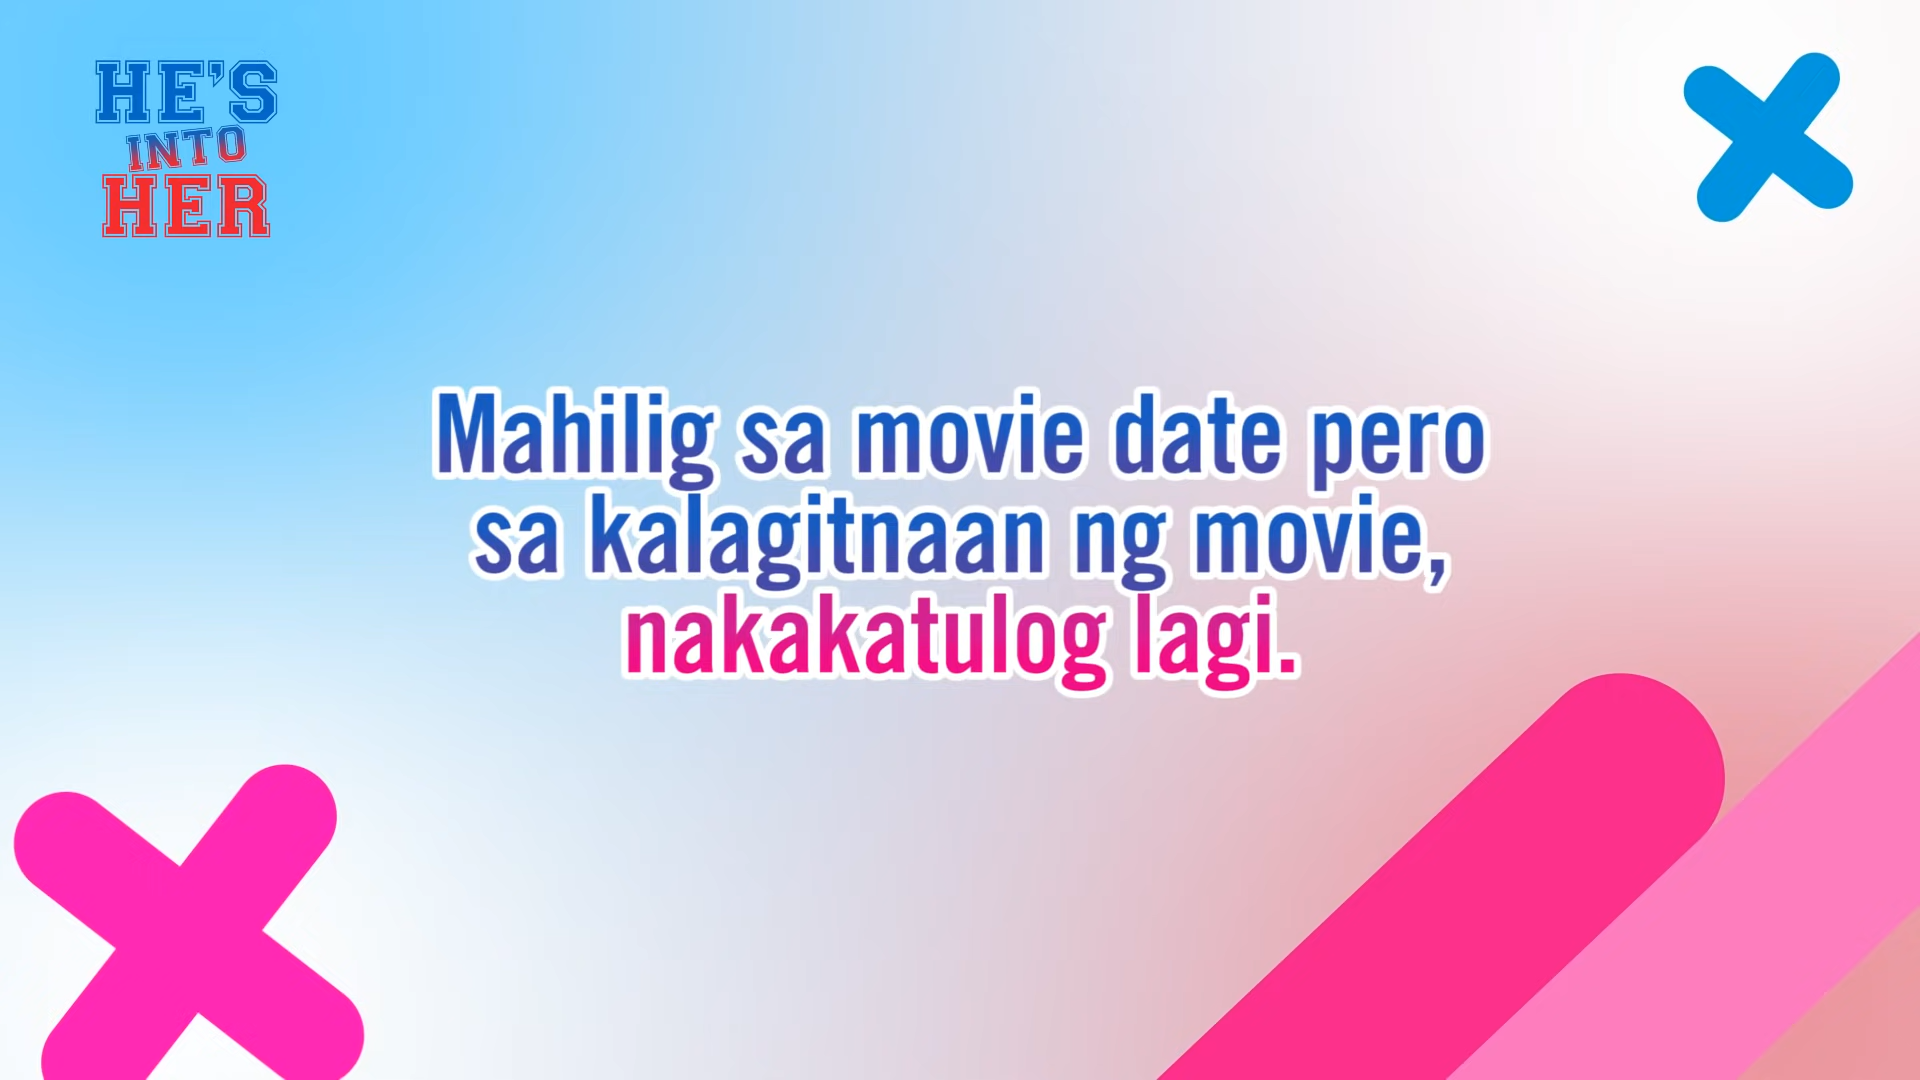 HE'S
INTO
HER
Mahilig sa movie date pero
sa kalagitnaan ng movie,
nakakatulog lagi.